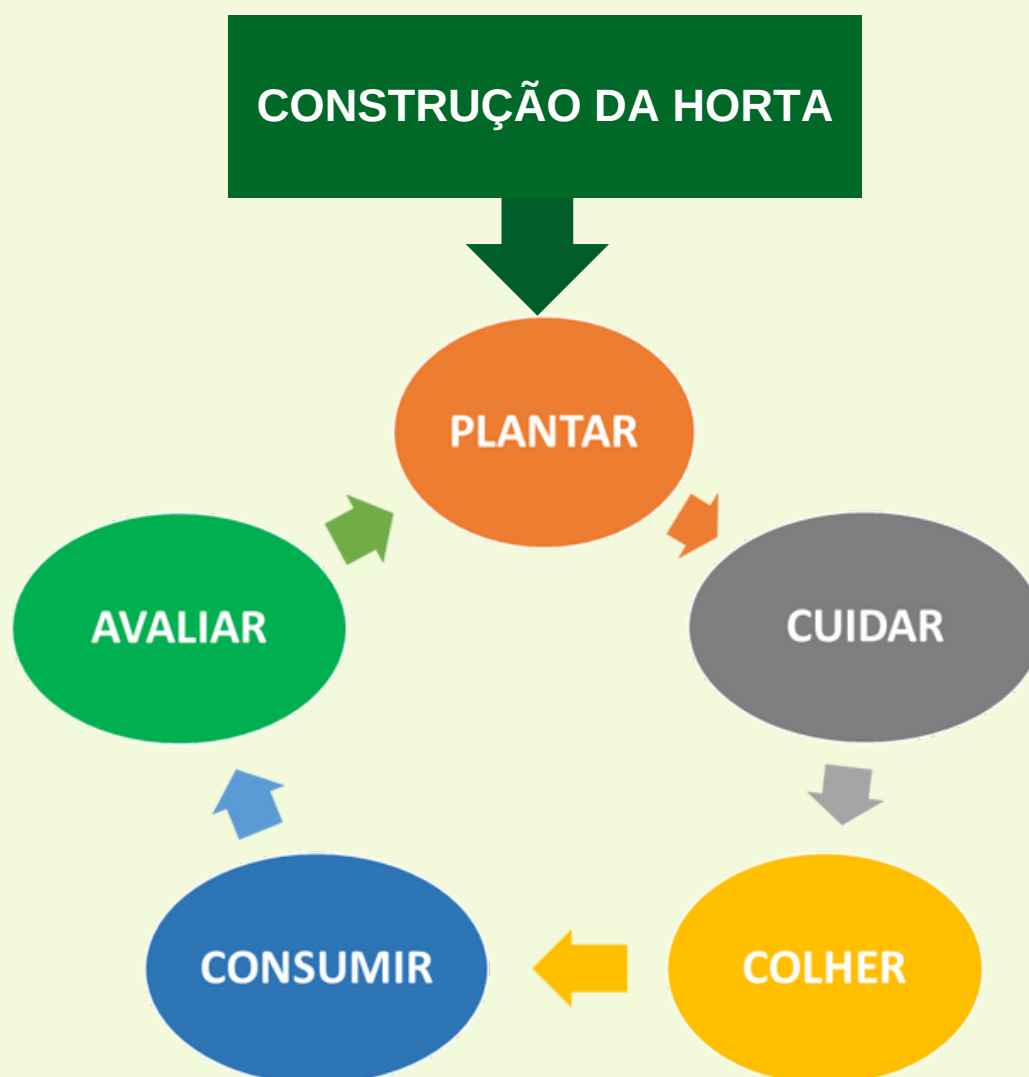 CONSTRUÇÃO DA HORTA
PLANTAR
CUIDAR
COLHER
CONSUMIR
AVALIAR